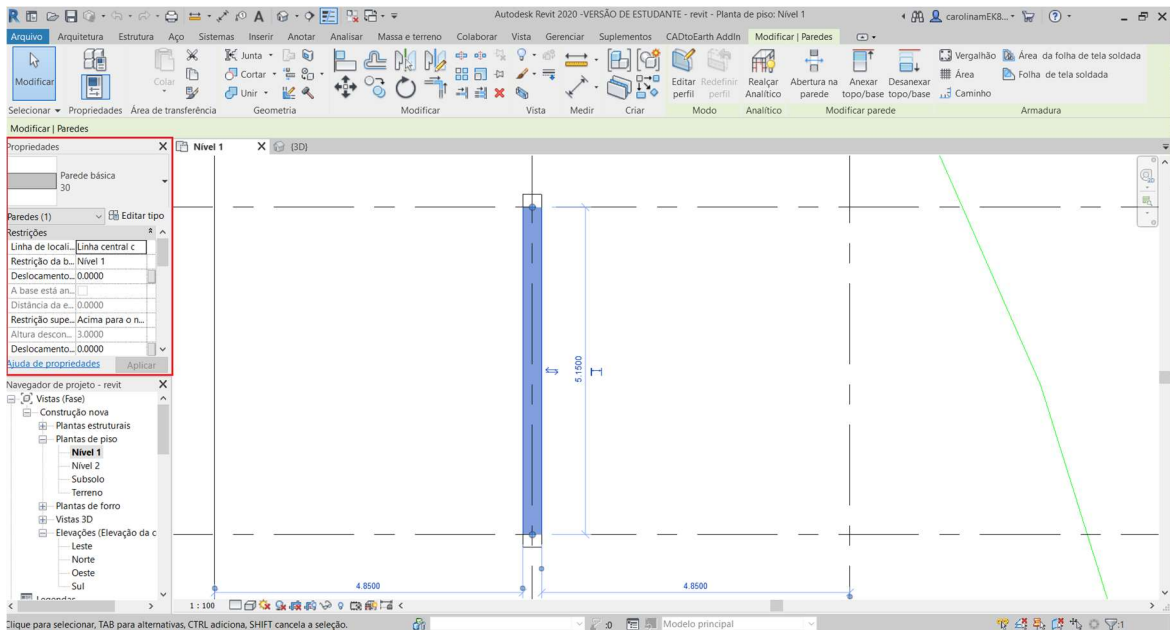 Autodesk Revit 2020 -VERSÃO DE ESTUDANTE - revit - Planta de piso: Nível 1
carolinamEK8...
Arquivo Arquitetura Estrutura Aço Sistemas Inserir Anotar Analisar Massa e terreno Colaborar Vista Gerenciar Suplementos CADtoEarth AddIn Modificar | Paredes
Modificar
Colar
Junta
Cortar
Unir
Editar perfil
Redefinir perfil
Realçar Analítico
Abertura na parede
Anexar topo/base
Desanexar topo/base
Vergalhão
Área
Caminho
Área da folha de tela soldada
Folha de tela soldada
Selecionar Propriedades Área de transferência Geometria Modificar Vista Medir Criar Modo Analítico Modificar parede Armadura
Modificar | Paredes
Propriedades
Nível 1
{3D}
Parede básica
30
Paredes (1) Editar tipo
Restrições
Linha de locali... Linha central c
Restrição da b... Nível 1
Deslocamento... 0.0000
A base está an...
Distância da e... 0.0000
Restrição supe... Acima para o n...
Altura descon... 3.0000
Deslocamento... 0.0000
Ajuda de propriedades Aplicar
5.1500
4.8500 4.8500
Navegador de projeto - revit
Vistas (Fase)
Construção nova
Plantas estruturais
Plantas de piso
Nível 1
Nível 2
Subsolo
Terreno
Plantas de forro
Vistas 3D
Elevações (Elevação da c
Leste
Norte
Oeste
Sul
Legendas
1 : 100
Clique para selecionar, TAB para alternativas, CTRL adiciona, SHIFT cancela a seleção.
:0
Modelo principal
:1